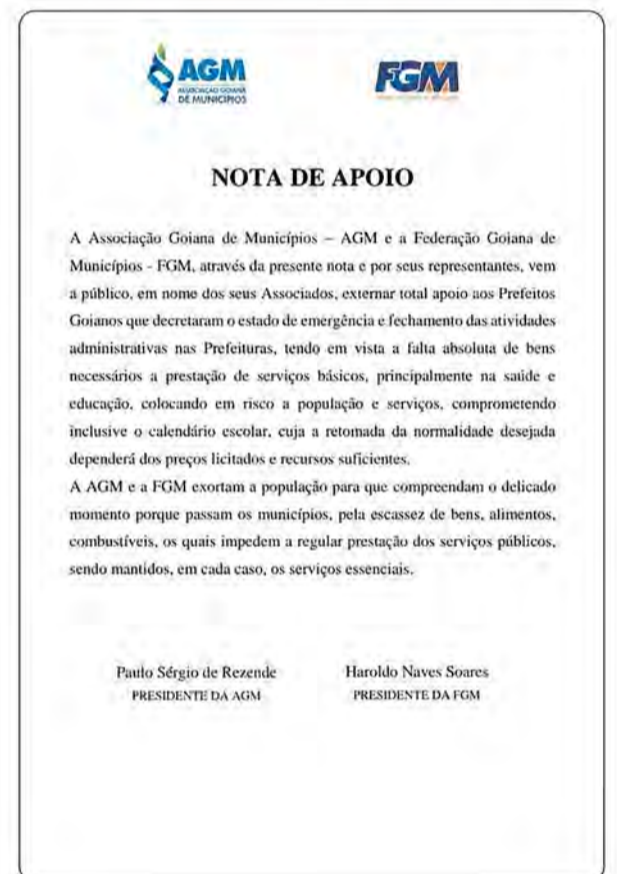 AGM
ASSOCIAÇÃO GOIANA
DE MUNICÍPIOS
FGM
NOTA DE APOIO
A Associação Goiana de Municípios – AGM e a Federação Goiana de
Municípios - FGM, através da presente nota e por seus representantes, vem
a público, em nome dos seus Associados, externar total apoio aos Prefeitos
Goianos que decretaram o estado de emergência e fechamento das atividades
administrativas nas Prefeituras, tendo em vista a falta absoluta de bens
necessários a prestação de serviços básicos, principalmente na saúde e
educação, colocando em risco a população e serviços, comprometendo
inclusive o calendário escolar, cuja a retomada da normalidade desejada
dependerá dos preços licitados e recursos suficientes.
A AGM e a FGM exortam a população para que compreendam o delicado
momento porque passam os municípios, pela escassez de bens, alimentos,
combustíveis, os quais impedem a regular prestação dos serviços públicos,
sendo mantidos, em cada caso, os serviços essenciais.
Paulo Sérgio de Rezende
PRESIDENTE DA AGM
Haroldo Naves Soares
PRESIDENTE DA FGM